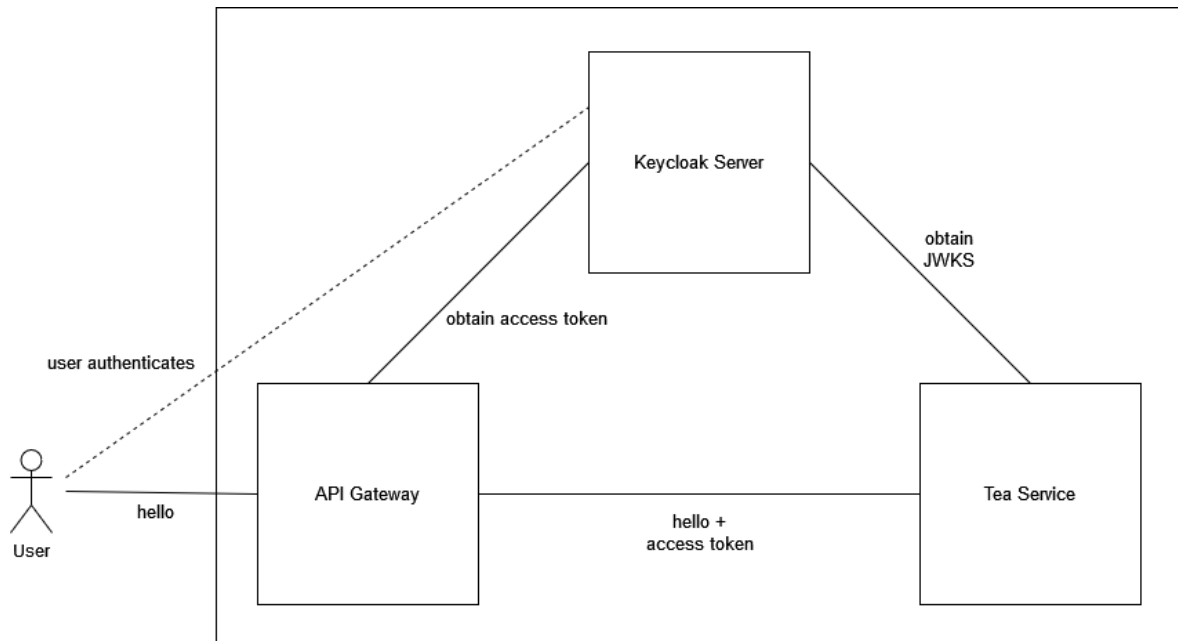 Keycloak Server
obtain
JWKS
obtain access token
user authenticates
API Gateway
Tea Service
hello
hello +
access token
User